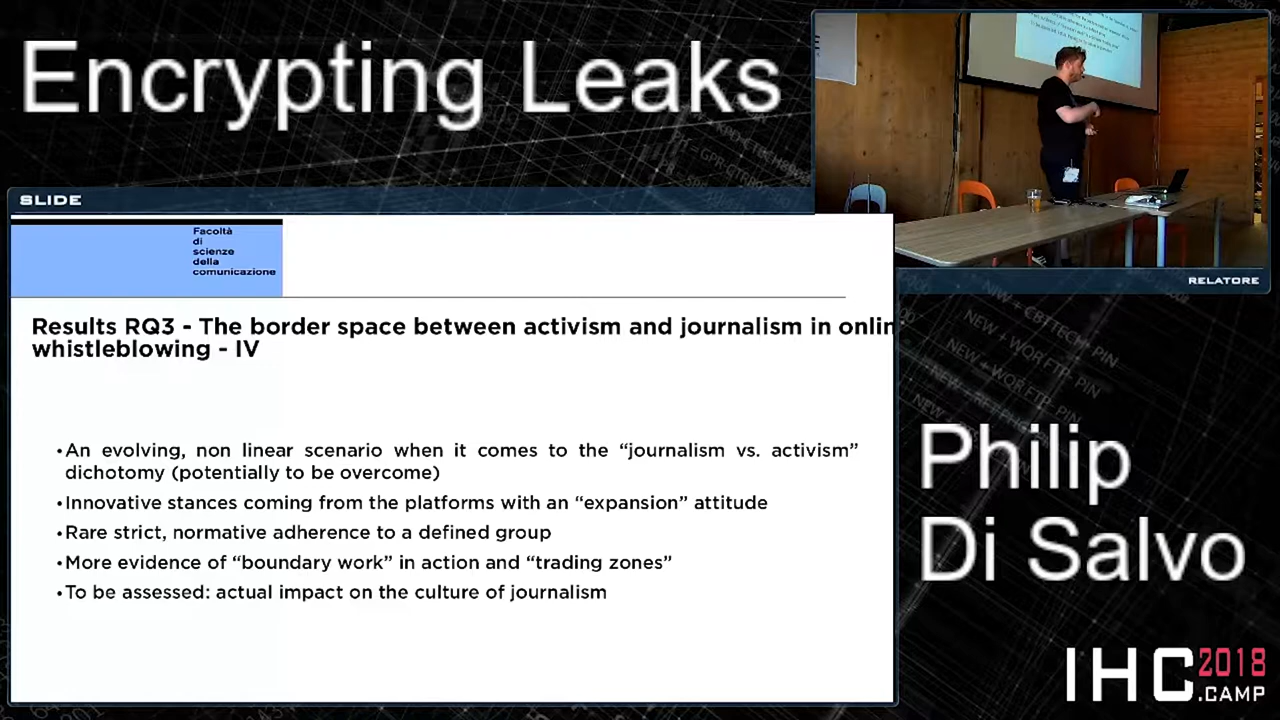 Encrypting Leaks
SLIDE
Facoltà
di
scienze
della
comunicazione
Results RQ3 - The border space between activism and journalism in onlin
whistleblowing - IV
•An evolving, non linear scenario when it comes to the “journalism vs. activism”
dichotomy (potentially to be overcome)
•Innovative stances coming from the platforms with an “expansion” attitude
•Rare strict, normative adherence to a defined group
•More evidence of “boundary work” in action and “trading zones”
•To be assessed: actual impact on the culture of journalism
RELATORE
Philip
Di Salvo
IHC 2018
.CAMP